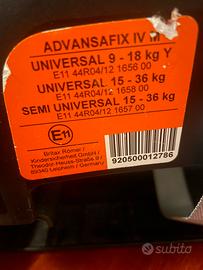 ADVANSAFIX IV M
UNIVERSAL 9 - 18 kg Y
E11 44R04/12 1656 00
UNIVERSAL 15 - 36 kg
E11 44R04/12 1658 00
SEMI UNIVERSAL 15 - 36 kg
E11 44R04/12 1657 00
E11
Britax Römer
Kindersicherheit GmbH
Theodor-Heuss-Straße 9
89340 Leipheim / Germany
920500012786
subito